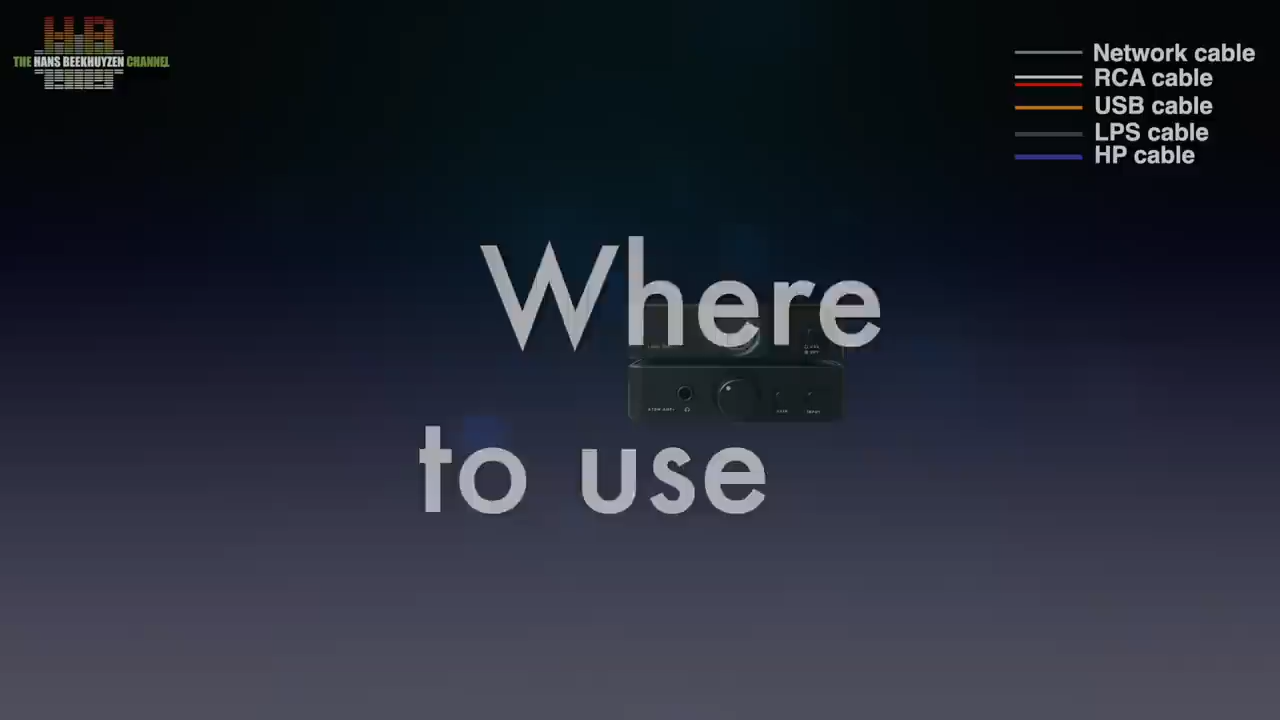 THE HANS BEEKHUYZEN CHANNEL
Network cable
RCA cable
USB cable
LPS cable
HP cable
Where
to use